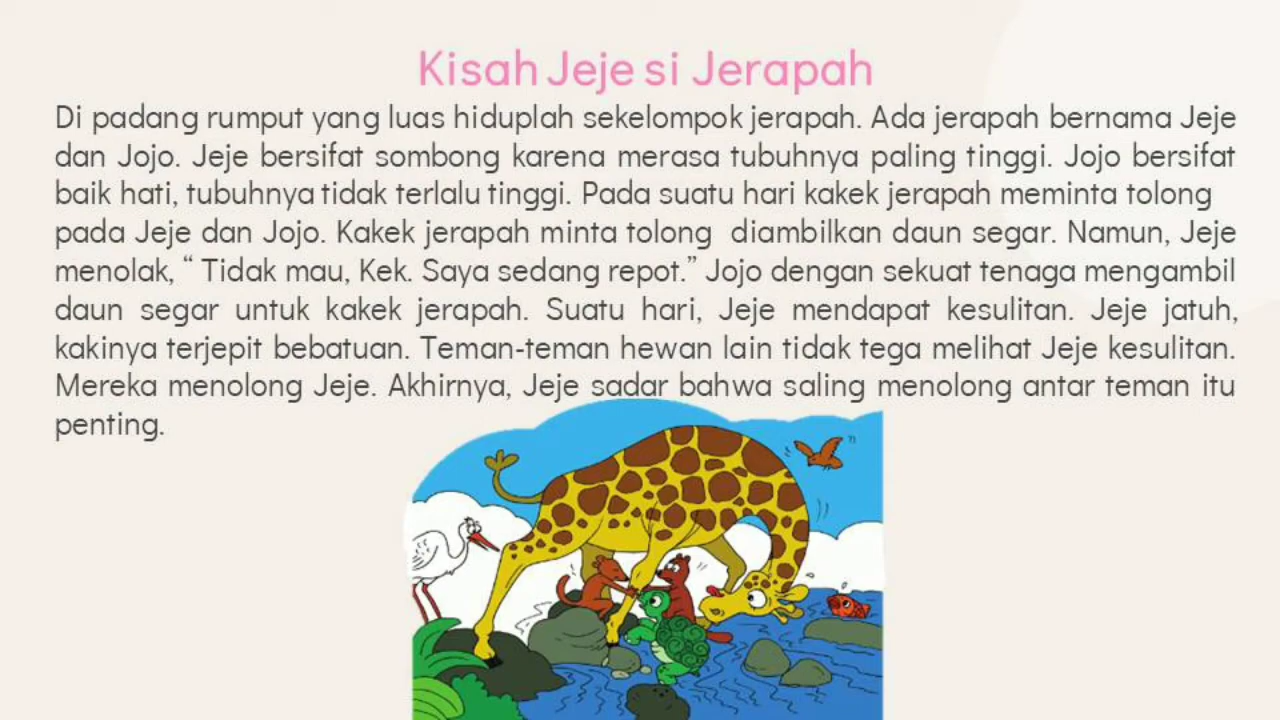 Kisah Jeje si Jerapah
Di padang rumput yang luas hiduplah sekelompok jerapah. Ada jerapah bernama Jeje
dan Jojo. Jeje bersifat sombong karena merasa tubuhnya paling tinggi. Jojo bersifat
baik hati, tubuhnya tidak terlalu tinggi. Pada suatu hari kakek jerapah meminta tolong
pada Jeje dan Jojo. Kakek jerapah minta tolong diambilkan daun segar. Namun, Jeje
menolak, “ Tidak mau, Kek. Saya sedang repot.” Jojo dengan sekuat tenaga mengambil
daun segar untuk kakek jerapah. Suatu hari, Jeje mendapat kesulitan. Jeje jatuh,
kakinya terjepit bebatuan. Teman-teman hewan lain tidak tega melihat Jeje kesulitan.
Mereka menolong Jeje. Akhirnya, Jeje sadar bahwa saling menolong antar teman itu
penting.